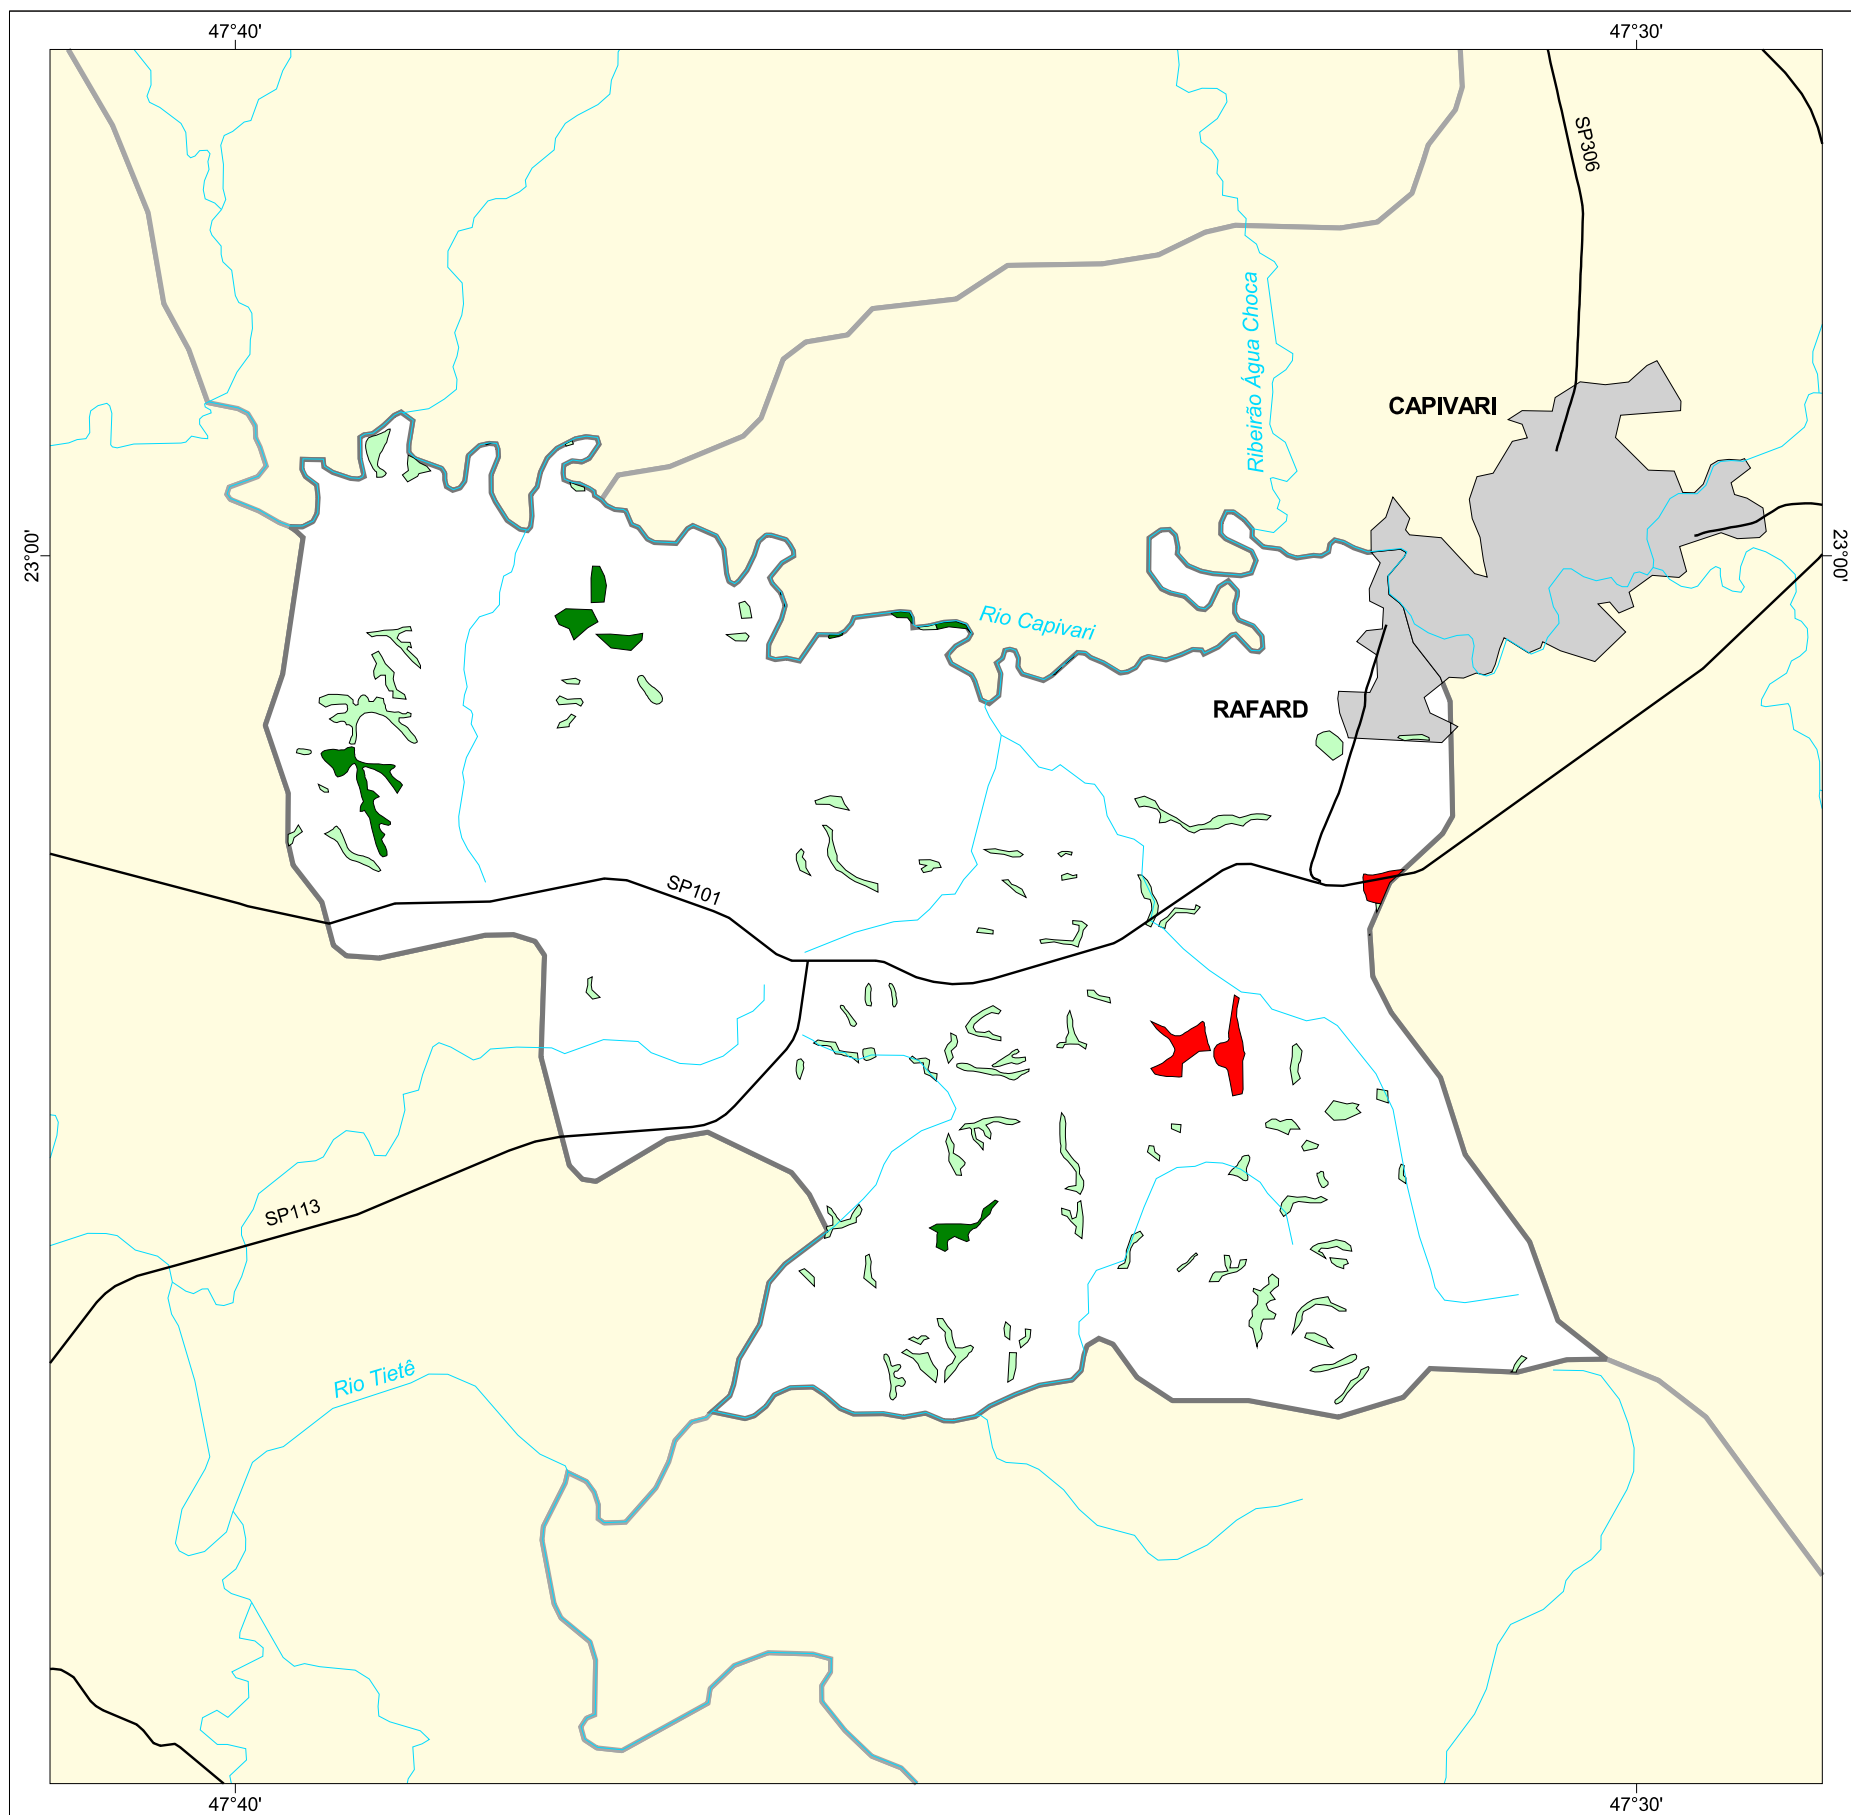 47°40'
47°30'
SP306
Ribeirão Água Choca
CAPIVARI
23°00'
23°00'
Rio Capivari
RAFARD
SP101
SP113
Rio Tietê
47°40'
47°30'